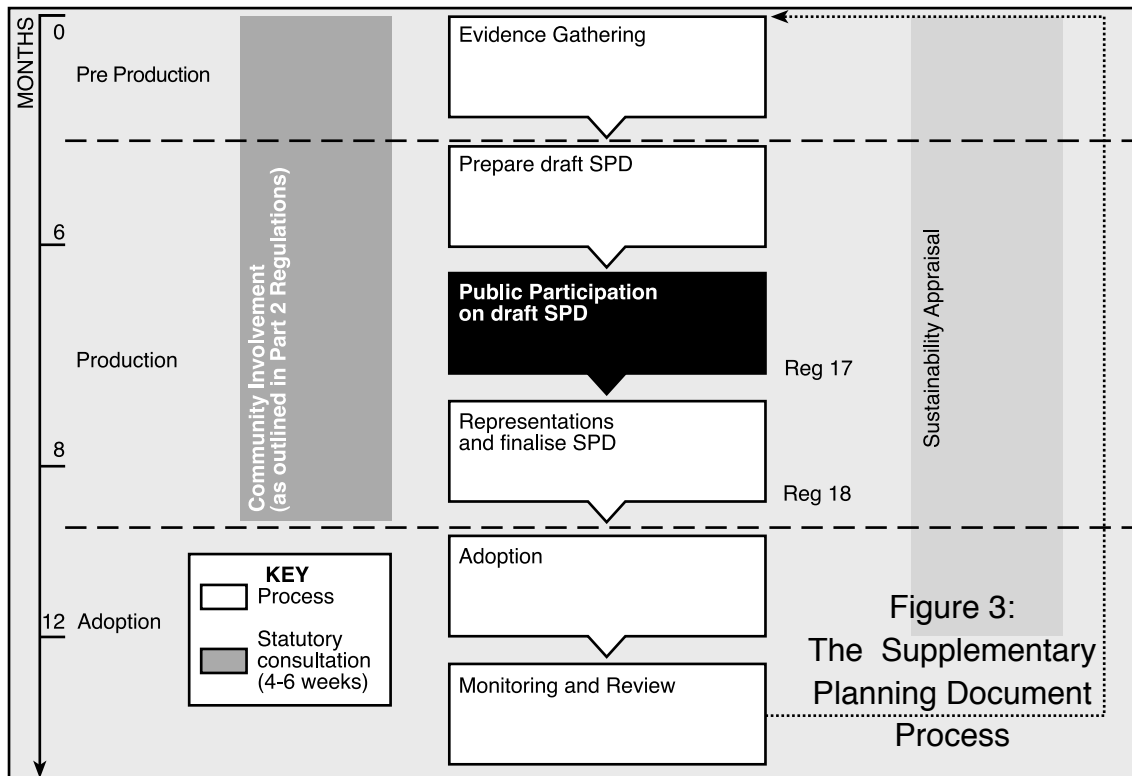 MONTHS
0
Pre Production
Evidence Gathering
Prepare draft SPD
6
Community Involvement
(as outlined in Part 2 Regulations)
Public Participation
on draft SPD
Sustainability Appraisal
Production
Reg 17
Representations
and finalise SPD
8
Reg 18
Adoption
KEY
Process
Statutory
consultation
(4-6 weeks)
12
Adoption
Monitoring and Review
Figure 3:
The Supplementary
Planning Document
Process